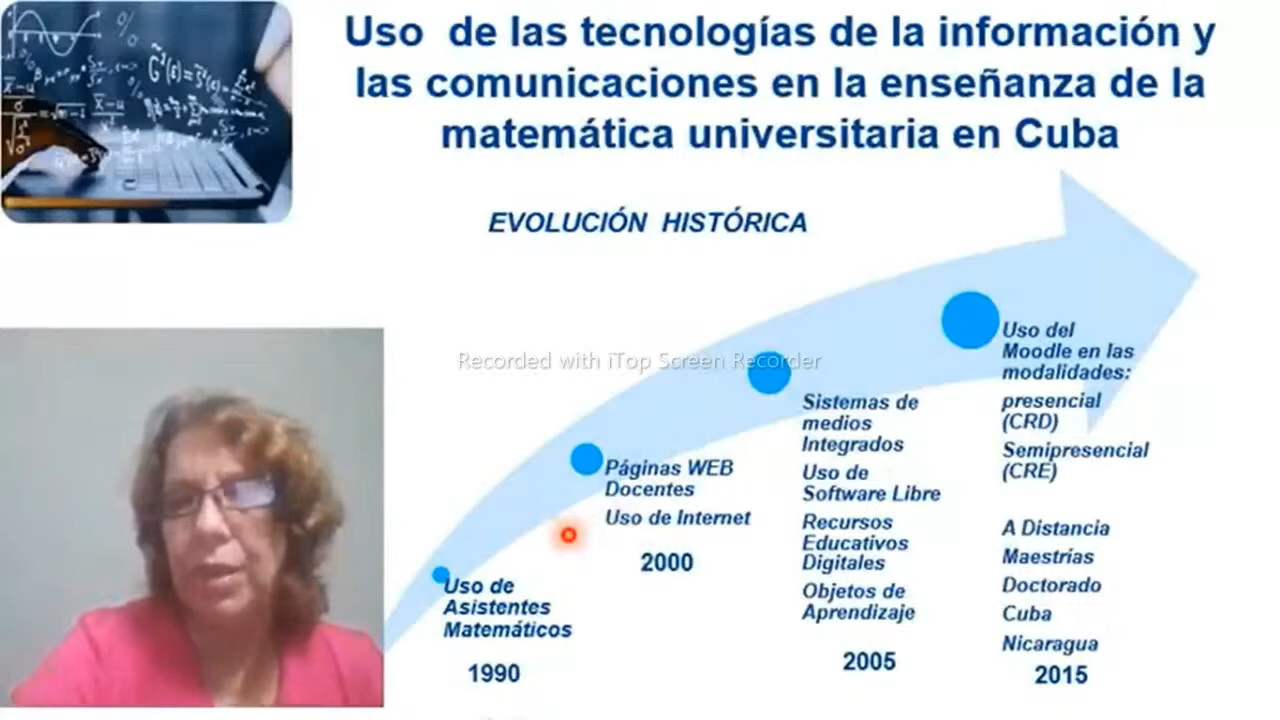 Uso de las tecnologías de la información y
las comunicaciones en la enseñanza de la
matemática universitaria en Cuba
EVOLUCIÓN HISTÓRICA
Recorded with iTop Screen Recorder
Uso de
Asistentes
Matemáticos
1990
Páginas WEB
Docentes
Uso de Internet
2000
Sistemas de
medios
Integrados
Uso de
Software Libre
Recursos
Educativos
Digitales
Objetos de
Aprendizaje
2005
Uso del
Moodle en las
modalidades:
presencial
(CRD)
Semipresencial
(CRE)
A Distancia
Maestrías
Doctorado
Cuba
Nicaragua
2015